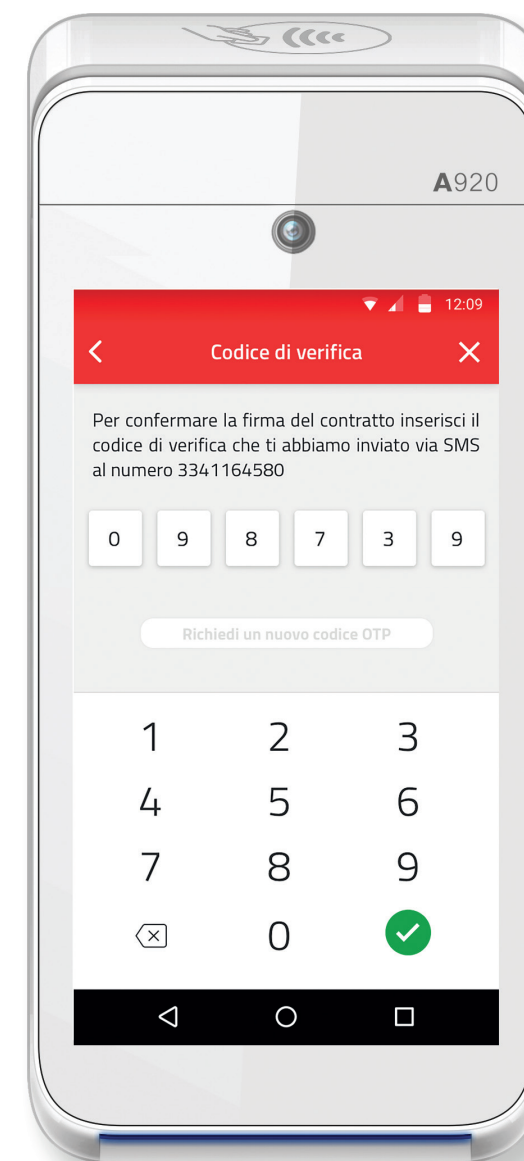 A920
12:09
Codice di verifica
Per confermare la firma del contratto inserisci il
codice di verifica che ti abbiamo inviato via SMS
al numero 3341164580
0 9 8 7 3 9
Richiedi un nuovo codice OTP
1 2 3
4 5 6
7 8 9
0